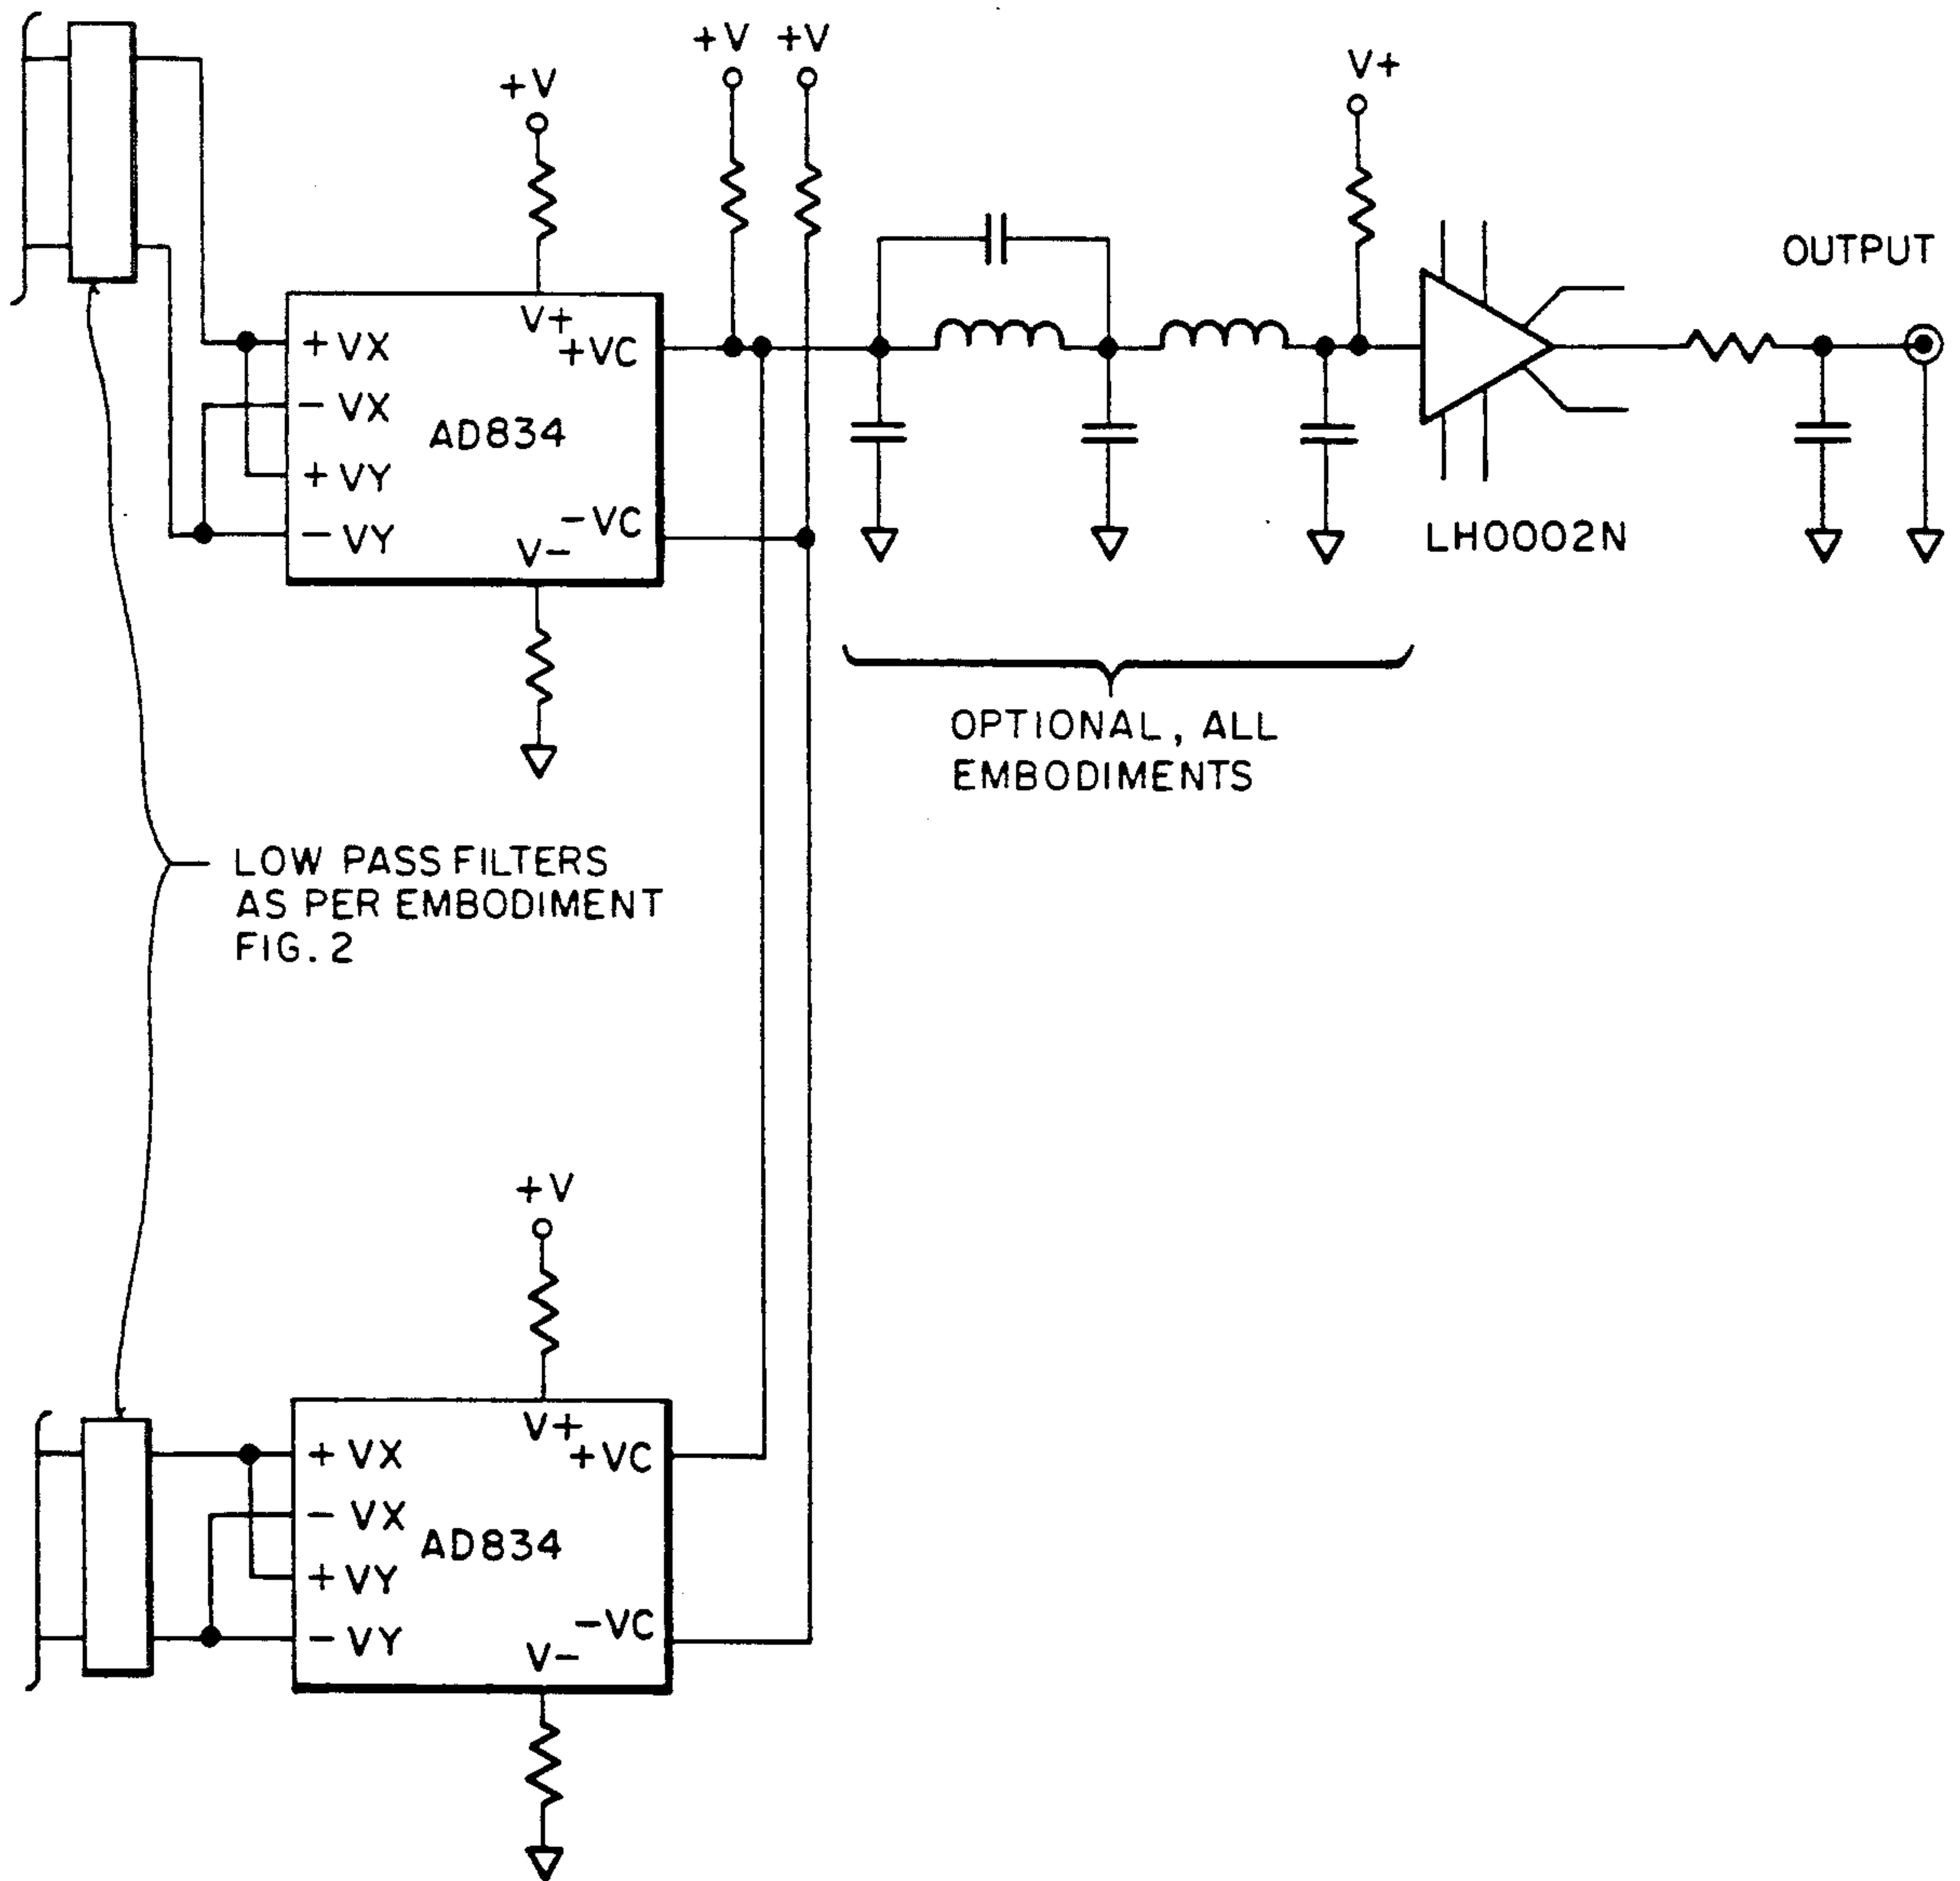 +V +V
V+
+V
OUTPUT
V+
+VC
+ VX
- VX
AD834
+ VY
-VC
- VY
V-
LH0002N
OPTIONAL, ALL
EMBODIMENTS
LOW PASS FILTERS
AS PER EMBODIMENT
FIG. 2
+V
V+
+VC
+ VX
- VX
AD834
+ VY
-VC
- VY
V-